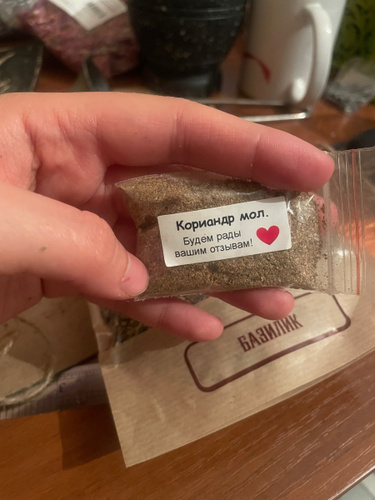 Кориандр мол.
Будем рады
вашим отзывам!
БАЗИЛИК